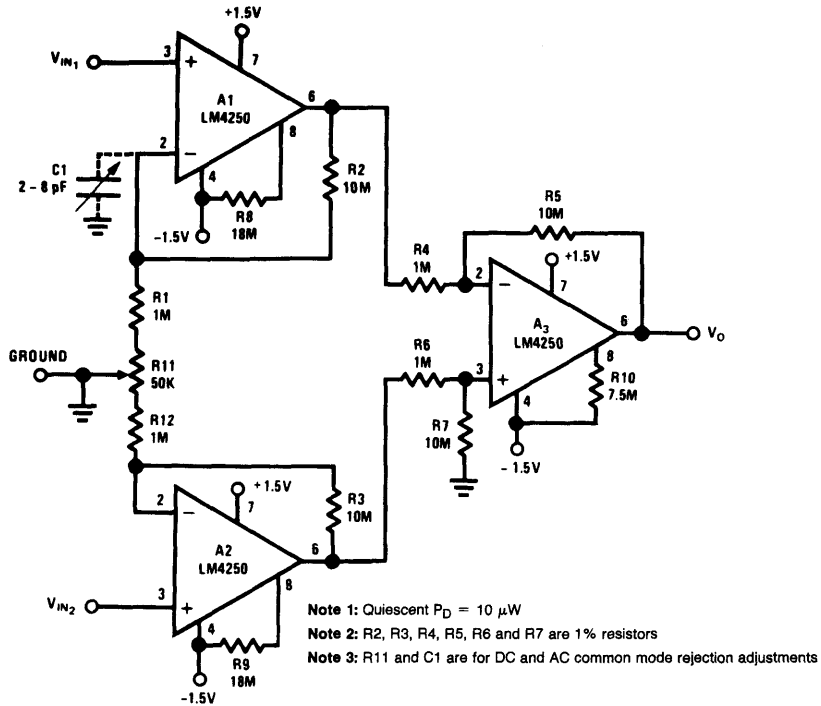 +1.5V
VIN1
3
+
7
A1
LM4250
6
8
2
−
C1
2 – 8 pF
4
R8
18M
−1.5V
R2
10M
R5
10M
R4
1M
+1.5V
2
−
7
A3
LM4250
6
VO
R1
1M
GROUND
R11
50K
R12
1M
R6
1M
3
+
8
R10
7.5M
4
R7
10M
− 1.5V
+1.5V
2
−
7
R3
10M
A2
LM4250
6
8
VIN2
3
+
4
R9
18M
−1.5V
Note 1: Quiescent PD = 10 μW
Note 2: R2, R3, R4, R5, R6 and R7 are 1% resistors
Note 3: R11 and C1 are for DC and AC common mode rejection adjustments